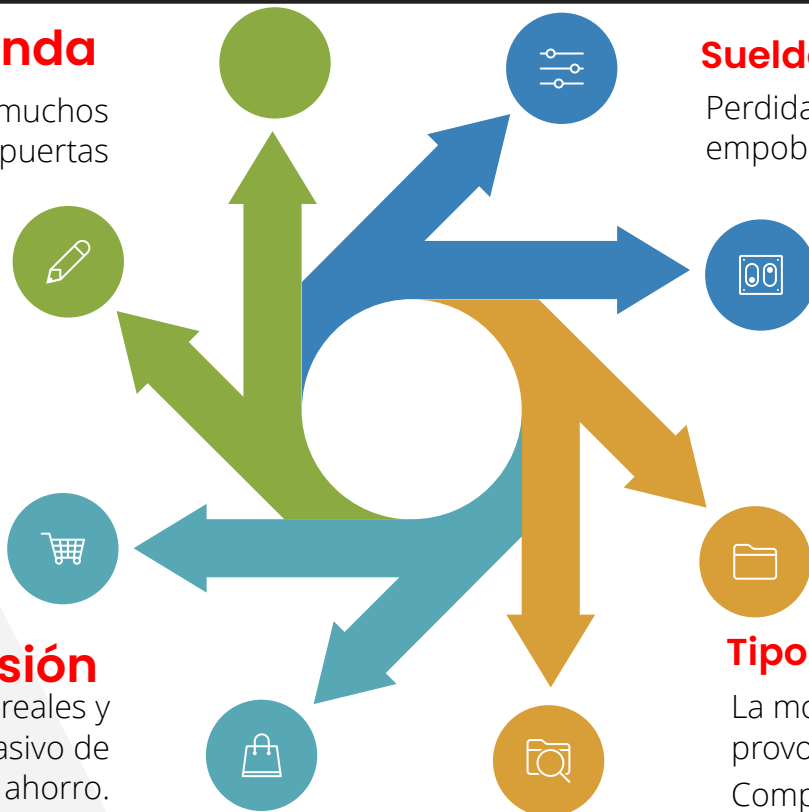 nda
muchos
puertas
Sueld
Perdida
empob
sión
reales y
asivo de
ahorro.
Tipo
La mo
provo
Comp